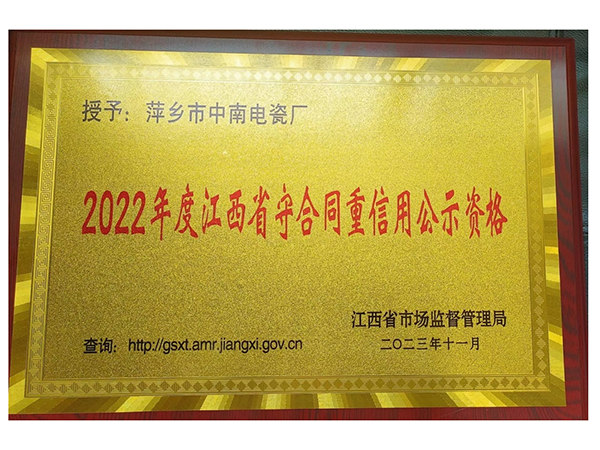 授予：萍乡市中南电瓷厂
2022年度江西省守合同重信用公示资格
江西省市场监督管理局
查询：http://gsxt.amr.jiangxi.gov.cn
二〇二三年十一月